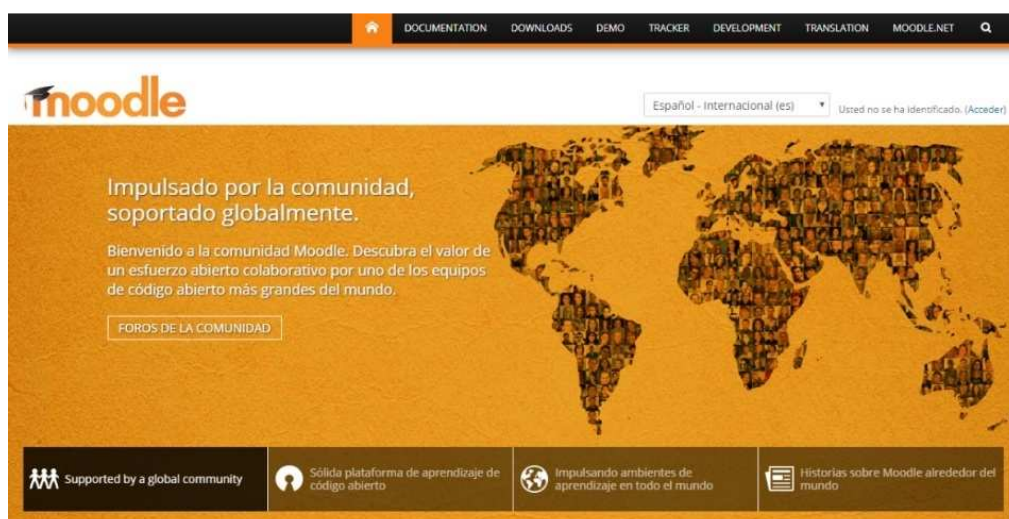 DOCUMENTATION DOWNLOADS DEMO TRACKER DEVELOPMENT TRANSLATION MOODLE.NET
moodle
Español - Internacional (es)
Usted no se ha identificado. (Acceder)
Impulsado por la comunidad,
soportado globalmente.
Bienvenido a la comunidad Moodle. Descubra el valor de
un esfuerzo abierto colaborativo por uno de los equipos
de código abierto más grandes del mundo.
FOROS DE LA COMUNIDAD
Supported by a global community
Sólida plataforma de aprendizaje de
código abierto
Impulsando ambientes de
aprendizaje en todo el mundo
Historias sobre Moodle alrededor del
mundo